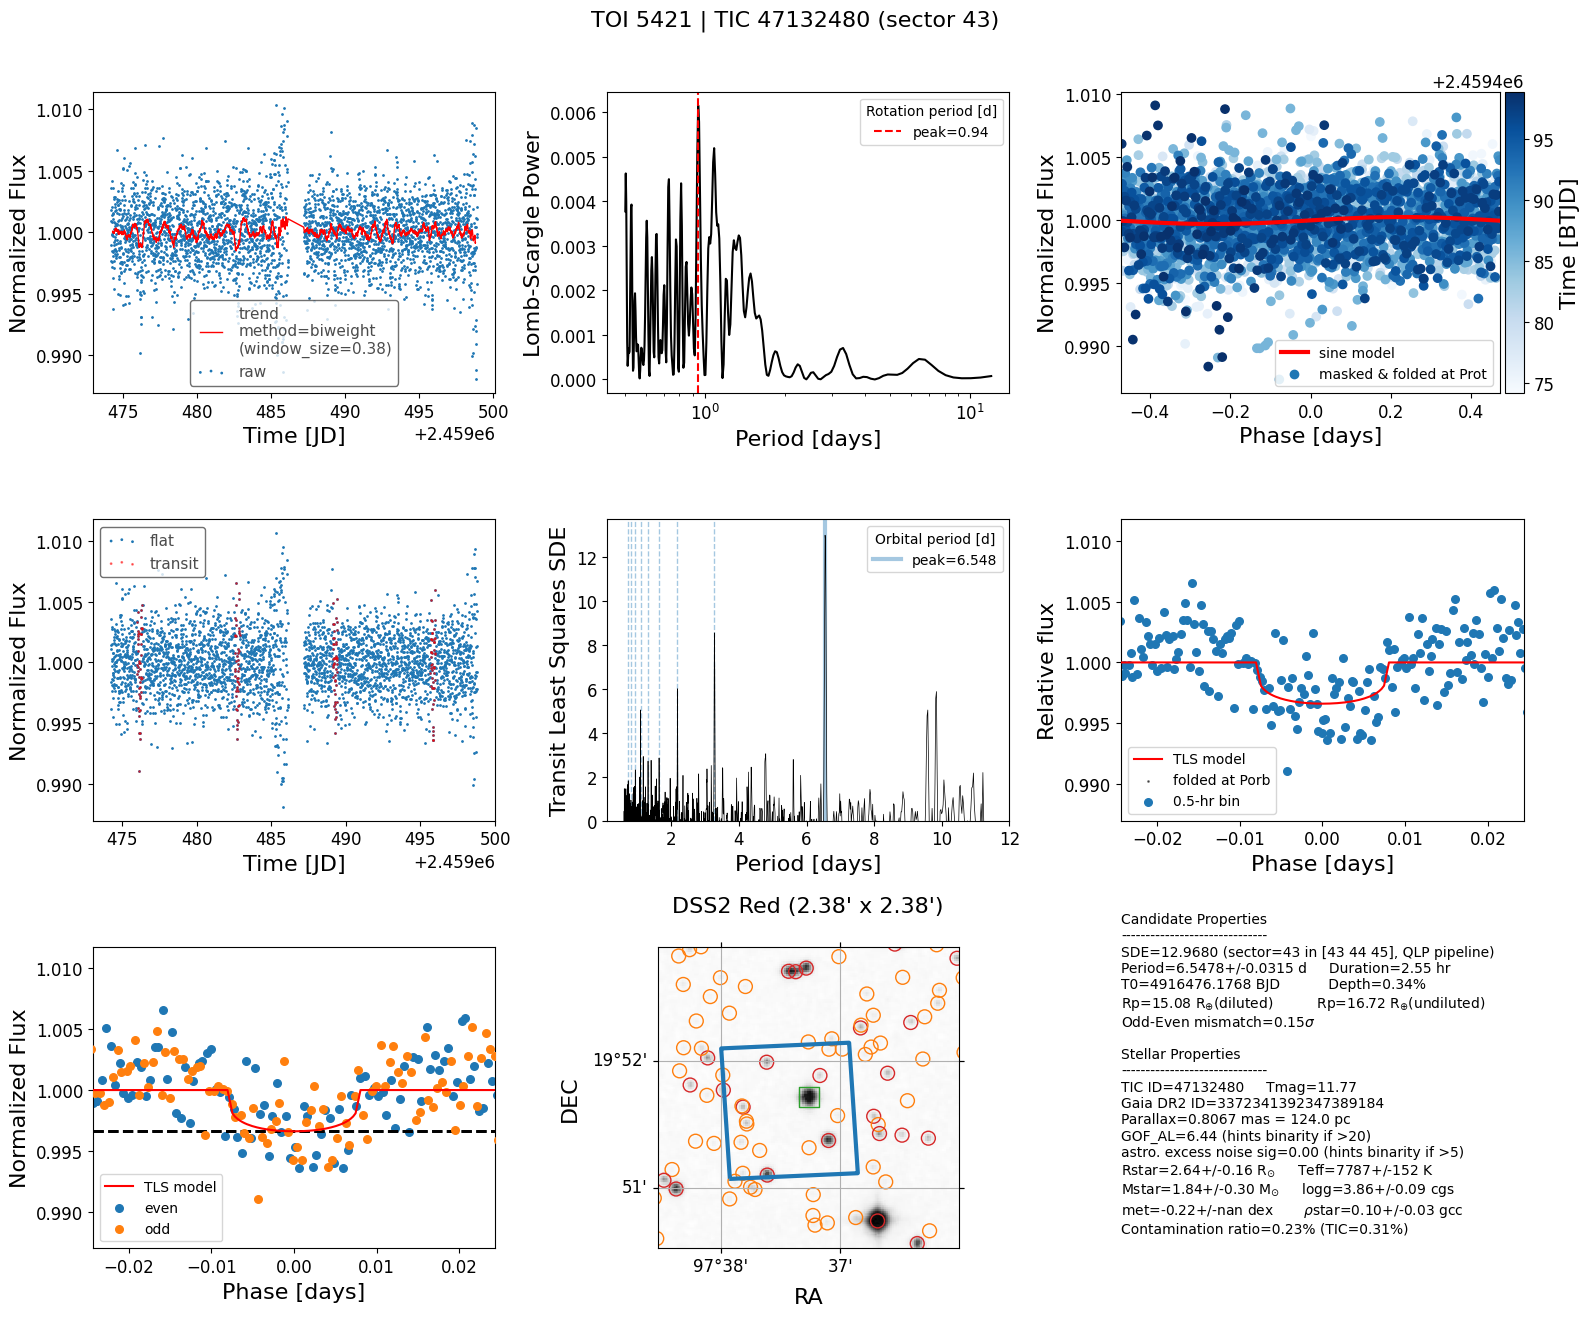 TOI 5421 | TIC 47132480 (sector 43)
Normalized Flux
1.010
1.005
1.000
0.995
0.990
trend
method=biweight
(window_size=0.38)
raw
475 480 485 490 495 500
+2.459e6
Time [JD]
Lomb-Scargle Power
0.006
0.005
0.004
0.003
0.002
0.001
0.000
Rotation period [d]
peak=0.94
10^0 10^1
Period [days]
Normalized Flux
1.010
1.005
1.000
0.995
0.990
sine model
masked & folded at Prot
−0.4 −0.2 0.0 0.2 0.4
Phase [days]
+2.4594e6
95
90
85
80
75
Time [BTJD]
Normalized Flux
1.010
1.005
1.000
0.995
0.990
flat
transit
475 480 485 490 495 500
+2.459e6
Time [JD]
Transit Least Squares SDE
12
10
8
6
4
2
0
Orbital period [d]
peak=6.548
2 4 6 8 10 12
Period [days]
Relative flux
1.010
1.005
1.000
0.995
0.990
TLS model
folded at Porb
0.5-hr bin
−0.02 −0.01 0.00 0.01 0.02
Phase [days]
Normalized Flux
1.010
1.005
1.000
0.995
0.990
TLS model
even
odd
−0.02 −0.01 0.00 0.01 0.02
Phase [days]
DSS2 Red (2.38' x 2.38')
DEC
19°52'
51'
97°38' 37'
RA
Candidate Properties
------------------------------
SDE=12.9680 (sector=43 in [43 44 45], QLP pipeline)
Period=6.5478+/-0.0315 d Duration=2.55 hr
T0=4916476.1768 BJD Depth=0.34%
Rp=15.08 R⊕(diluted) Rp=16.72 R⊕(undiluted)
Odd-Even mismatch=0.15σ
Stellar Properties
------------------------------
TIC ID=47132480 Tmag=11.77
Gaia DR2 ID=3372341392347389184
Parallax=0.8067 mas = 124.0 pc
GOF_AL=6.44 (hints binarity if >20)
astro. excess noise sig=0.00 (hints binarity if >5)
Rstar=2.64+/-0.16 R⊙ Teff=7787+/-152 K
Mstar=1.84+/-0.30 M⊙ logg=3.86+/-0.09 cgs
met=-0.22+/-nan dex ρstar=0.10+/-0.03 gcc
Contamination ratio=0.23% (TIC=0.31%)